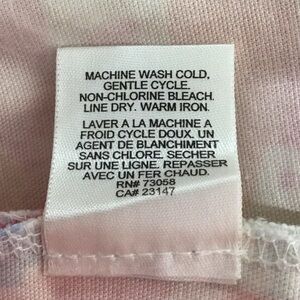 MACHINE WASH COLD,
GENTLE CYCLE.
NON-CHLORINE BLEACH.
LINE DRY. WARM IRON.
LAVER A LA MACHINE A
FROID CYCLE DOUX. UN
AGENT DE BLANCHIMENT
SANS CHLORE. SECHER
SUR UNE LIGNE. REPASSER
AVEC UN FER CHAUD.
RN# 73058
CA# 23147